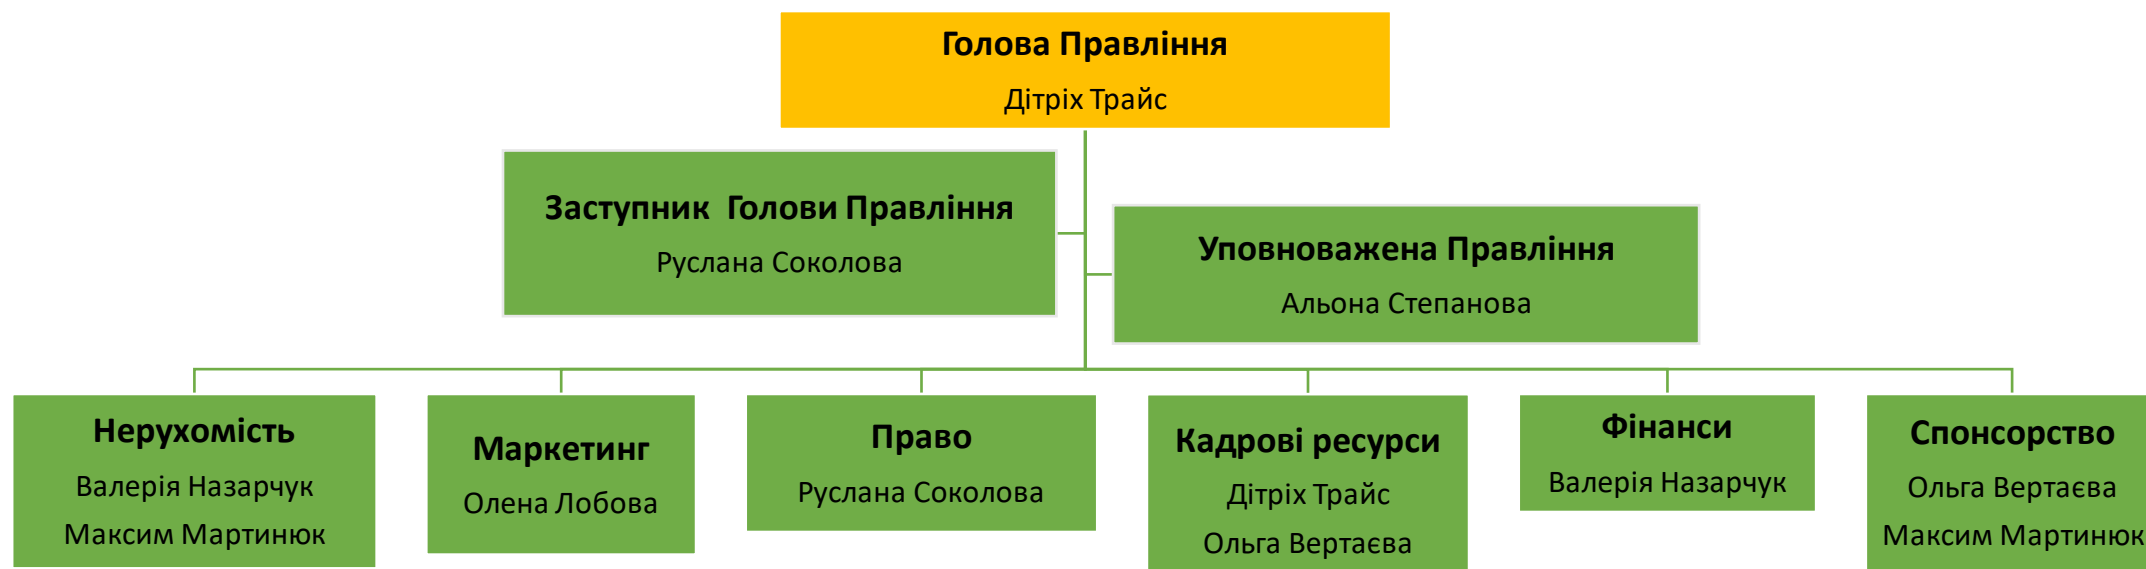 Голова Правління
Дітріх Трайс
Заступник Голови Правління
Руслана Соколова
Уповноважена Правління
Альона Степанова
Нерухомість
Валерія Назарчук
Максим Мартинюк
Маркетинг
Олена Лобова
Право
Руслана Соколова
Кадрові ресурси
Дітріх Трайс
Ольга Вертаєва
Фінанси
Валерія Назарчук
Спонсорство
Ольга Вертаєва
Максим Мартинюк